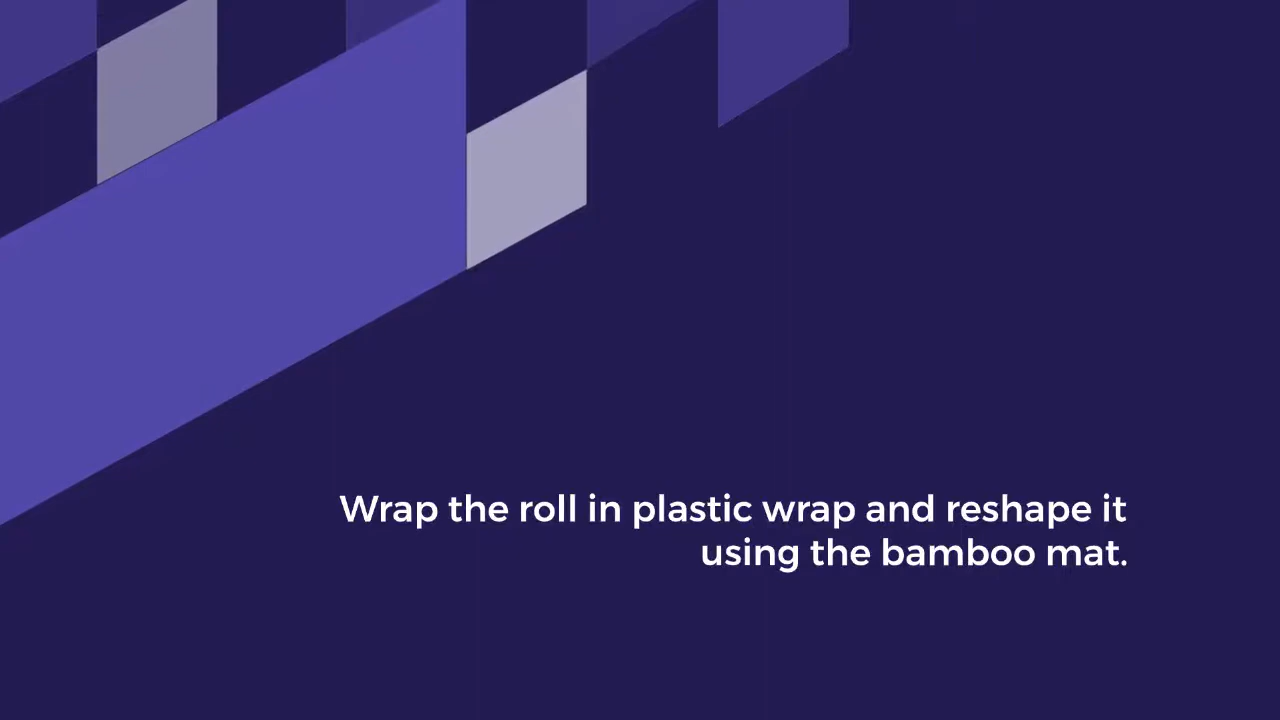 Wrap the roll in plastic wrap and reshape it
using the bamboo mat.